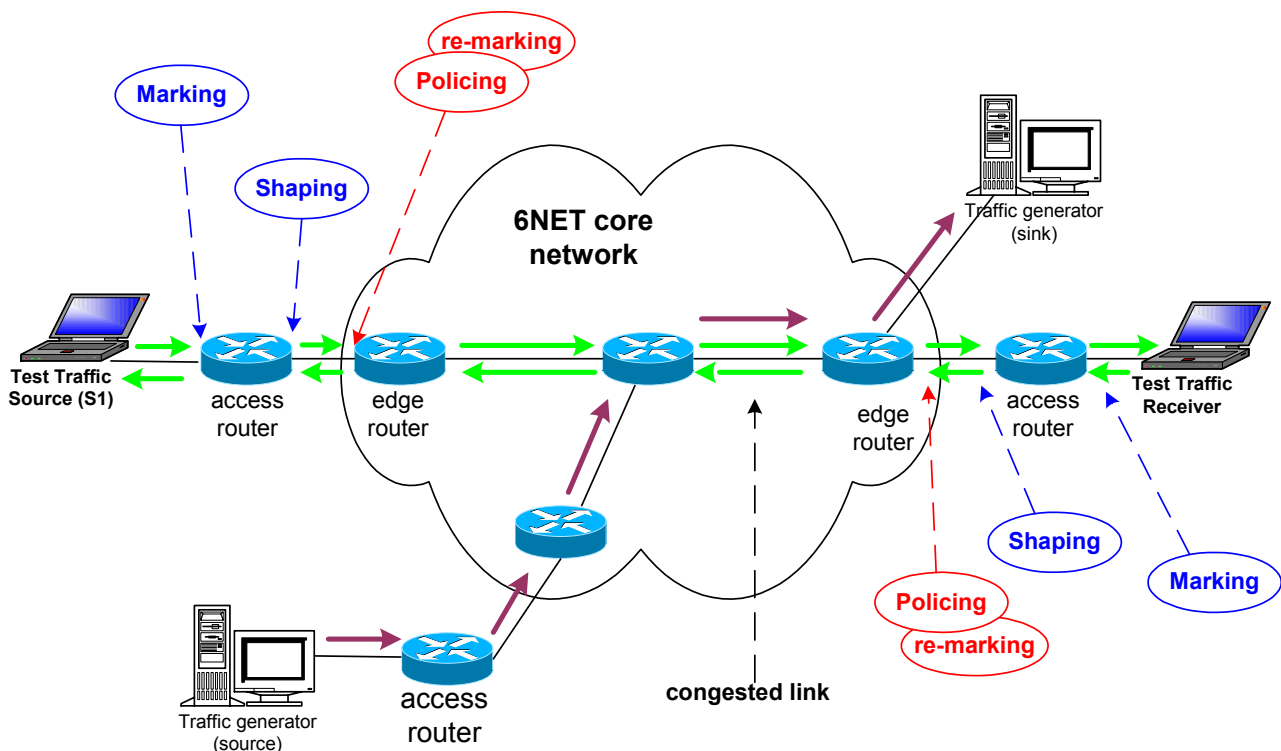 re-marking
Policing
Marking
Shaping
6NET core
network
Traffic generator
(sink)
Test Traffic
Source (S1)
access
router
edge
router
edge
router
access
router
Test Traffic
Receiver
Shaping
Marking
Policing
re-marking
congested link
access
router
Traffic generator
(source)